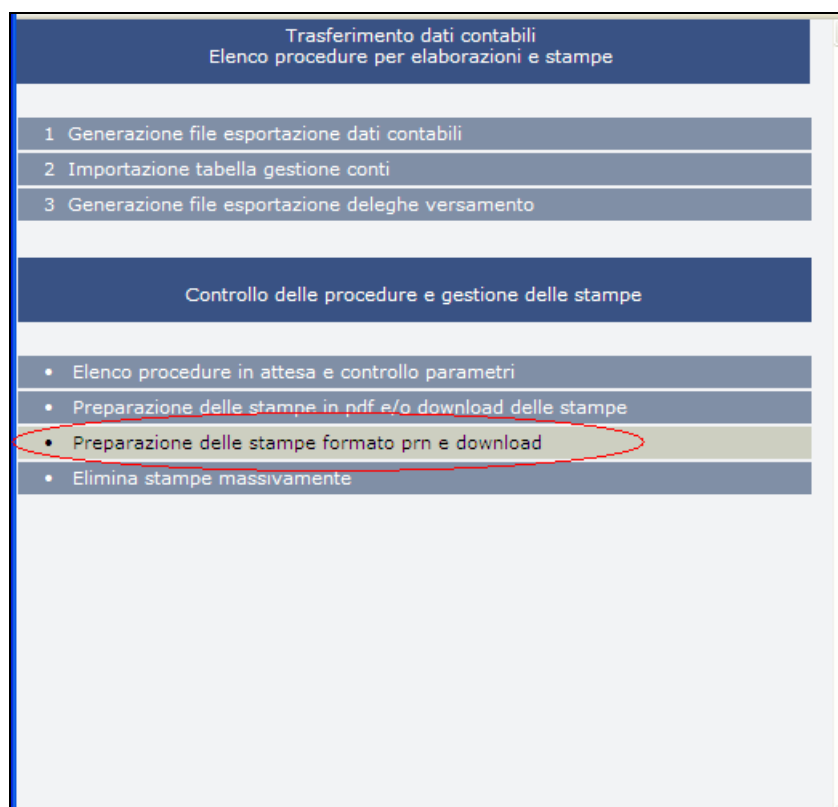 Trasferimento dati contabili
Elenco procedure per elaborazioni e stampe
1 Generazione file esportazione dati contabili
2 Importazione tabella gestione conti
3 Generazione file esportazione deleghe versamento
Controllo delle procedure e gestione delle stampe
• Elenco procedure in attesa e controllo parametri
• Preparazione delle stampe in pdf e/o download delle stampe
• Preparazione delle stampe formato prn e download
• Elimina stampe massivamente